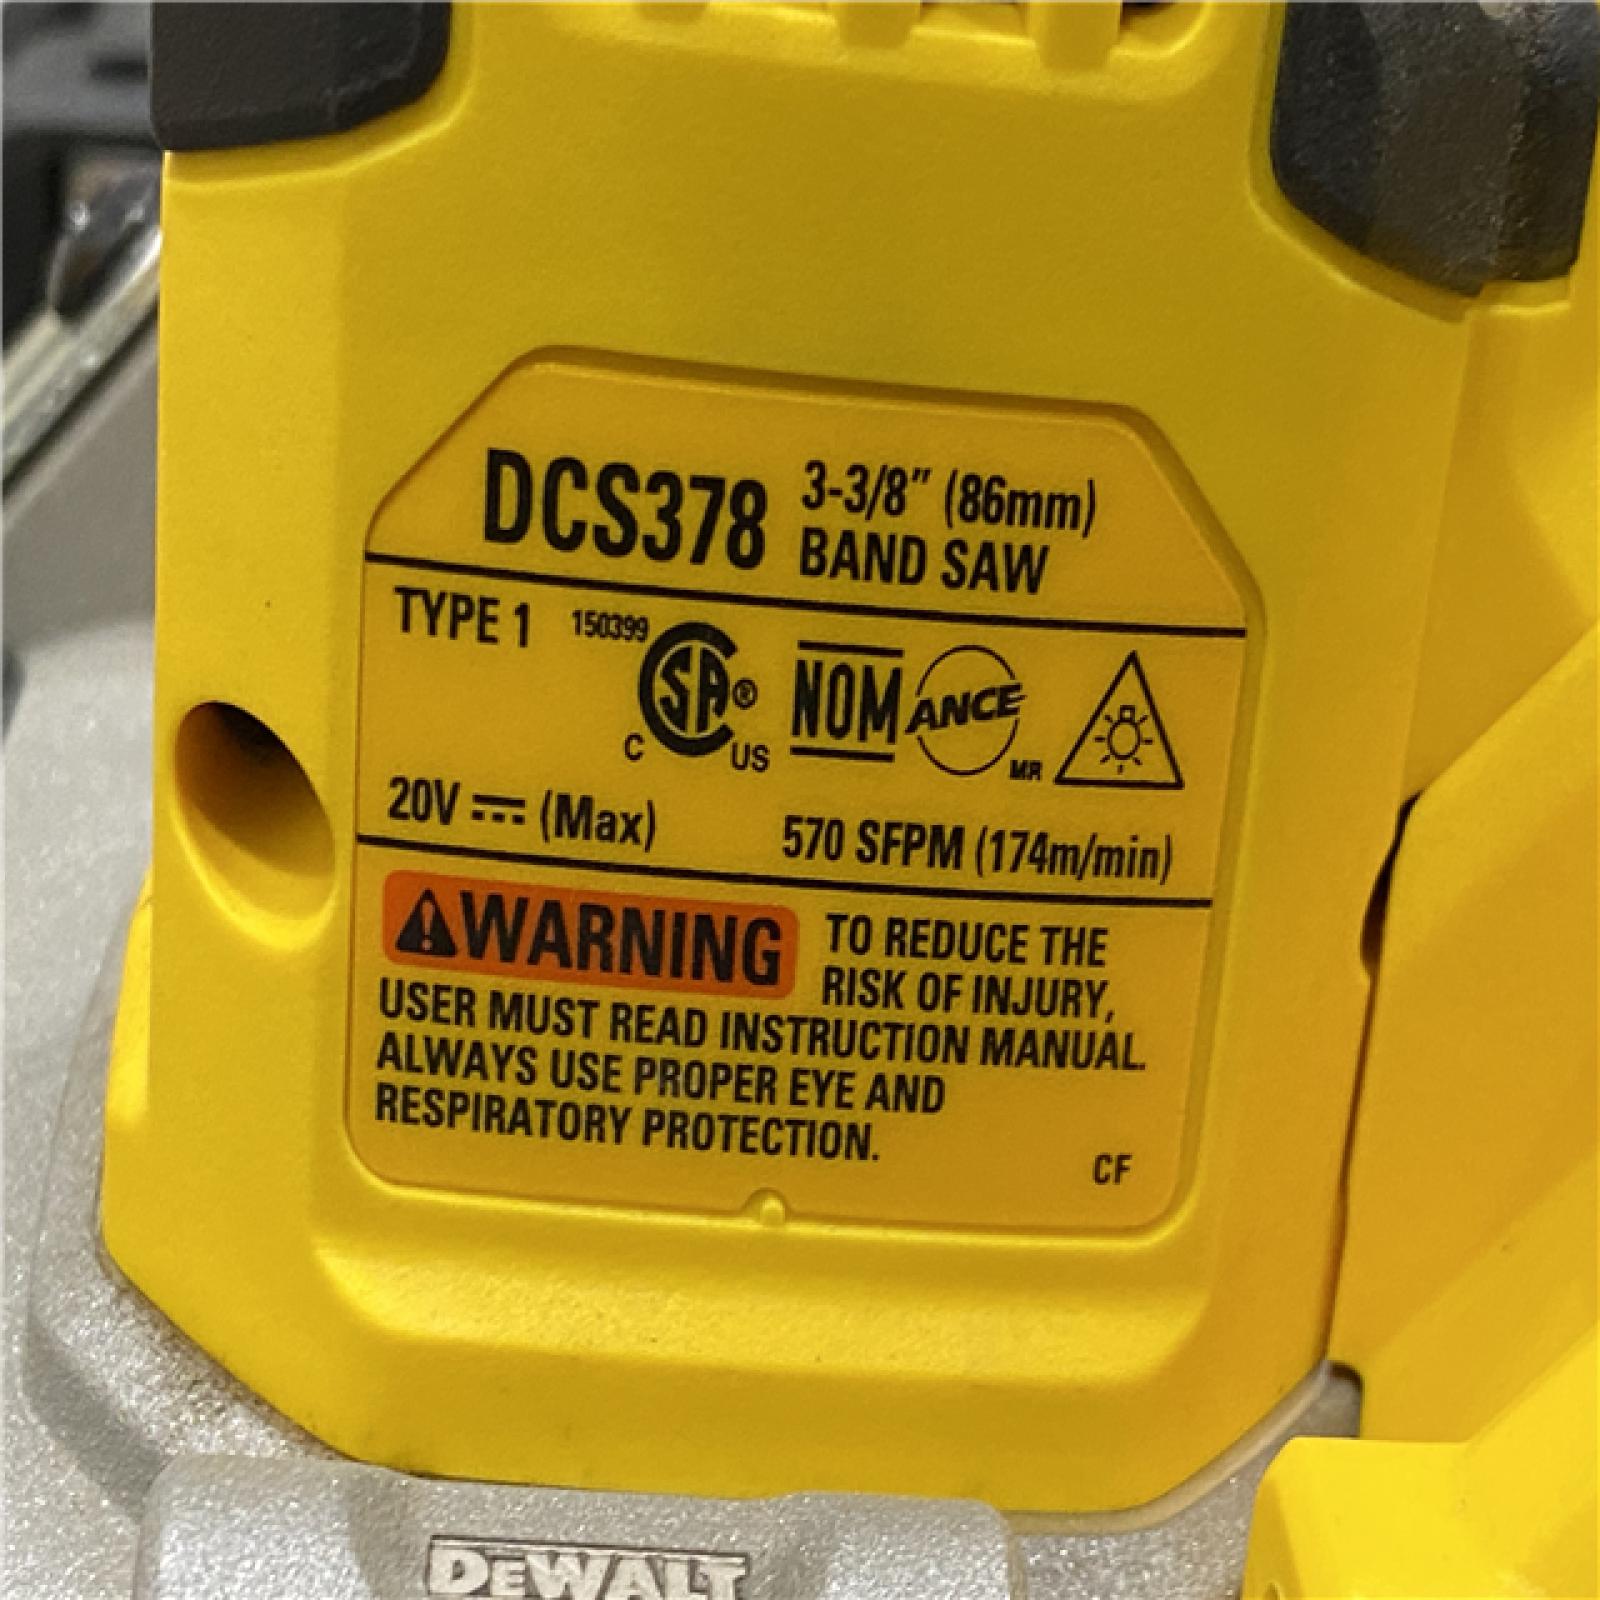 DCS378 3-3/8" (86mm)
BAND SAW
TYPE 1 150399 CSA® C US NOM ANCE MR
20V ⎓ (Max) 570 SFPM (174m/min)
⚠WARNING TO REDUCE THE
RISK OF INJURY,
USER MUST READ INSTRUCTION MANUAL.
ALWAYS USE PROPER EYE AND
RESPIRATORY PROTECTION.
CF
DEWALT